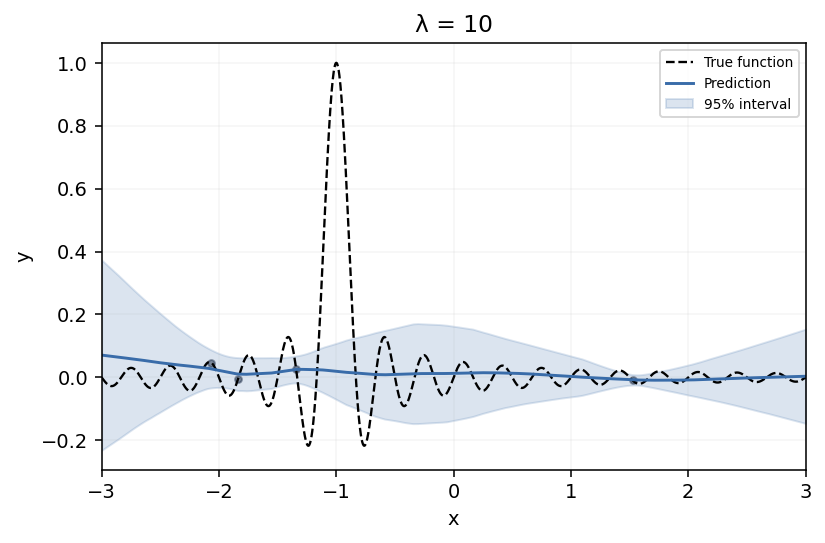 λ = 10
True function
Prediction
95% interval
y
1.0
0.8
0.6
0.4
0.2
0.0
−0.2
−3 −2 −1 0 1 2 3
x